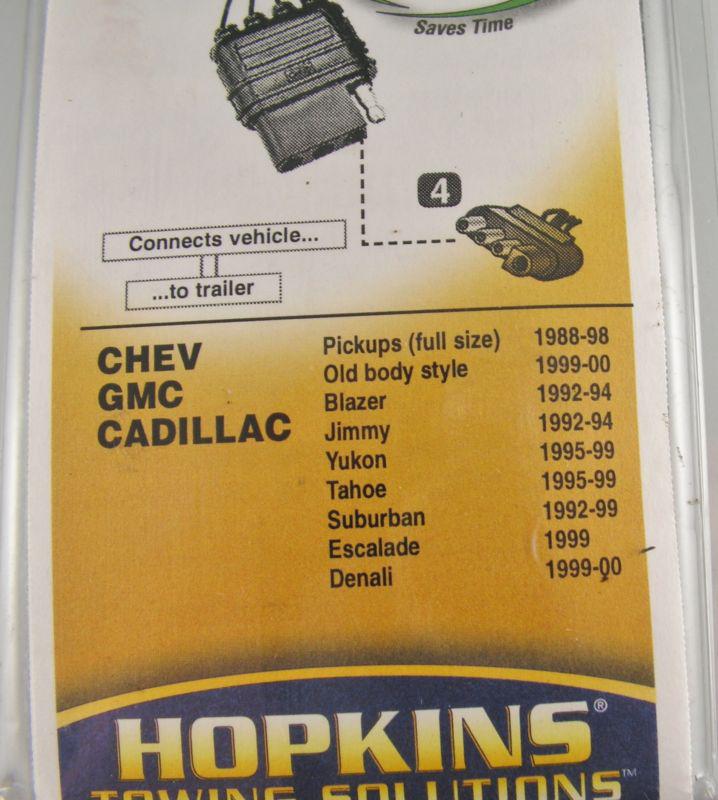 Saves Time
4
Connects vehicle...
...to trailer
CHEV
GMC
CADILLAC
Pickups (full size) 1988-98
Old body style 1999-00
Blazer 1992-94
Jimmy 1992-94
Yukon 1995-99
Tahoe 1995-99
Suburban 1992-99
Escalade 1999
Denali 1999-00
HOPKINS®
TOWING SOLUTIONS™